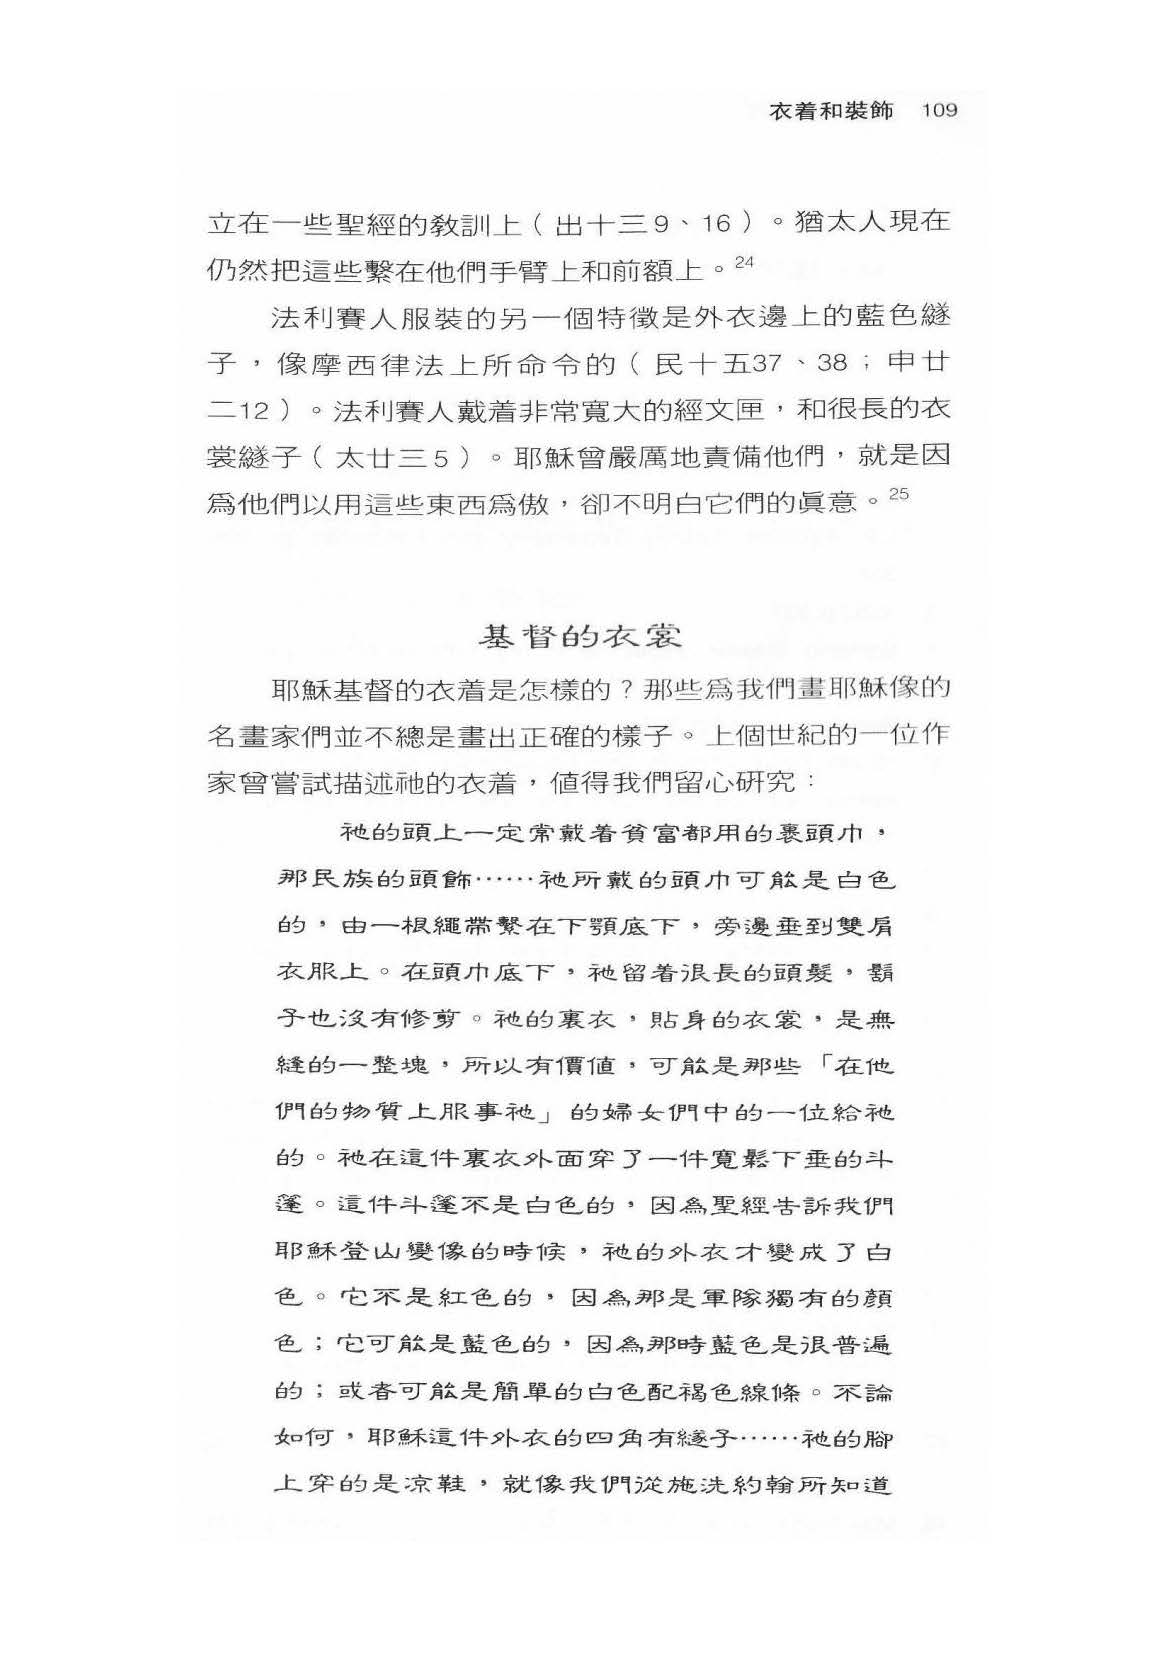 衣着和裝飾 109
立在一些聖經的敎訓上（出十三9、16）。猶太人現在
仍然把這些繫在他們手臂上和前額上。24
法利賽人服裝的另一個特徵是外衣邊上的藍色繸
子，像摩西律法上所命令的（民十五37、38；申廿
二12）。法利賽人戴着非常寬大的經文匣，和很長的衣
裳繸子（太廿三5）。耶穌曾嚴厲地責備他們，就是因
爲他們以用這些東西爲傲，卻不明白它們的眞意。25
基督的衣裳
耶穌基督的衣着是怎樣的？那些爲我們畫耶穌像的
名畫家們並不總是畫出正確的樣子。上個世紀的一位作
家曾嘗試描述祂的衣着，値得我們留心硏究：
祂的頭上一定常戴着貧富都用的裹頭巾，
那民族的頭飾……祂所戴的頭巾可能是白色
的，由一根繩帶繫在下顎底下，旁邊垂到雙肩
衣服上。在頭巾底下，祂留着很長的頭髮，鬍
子也沒有修剪。祂的裏衣，貼身的衣裳，是無
縫的一整塊，所以有價値，可能是那些「在他
們的物質上服事祂」的婦女們中的一位給祂
的。祂在這件裏衣外面穿了一件寬鬆下垂的斗
篷。這件斗篷不是白色的，因爲聖經告訴我們
耶穌登山變像的時候，祂的外衣才變成了白
色。它不是紅色的，因爲那是軍隊獨有的顏
色；它可能是藍色的，因爲那時藍色是很普遍
的；或者可能是簡單的白色配褐色線條。不論
如何，耶穌這件外衣的四角有繸子……祂的腳
上穿的是凉鞋，就像我們從施洗約翰所知道